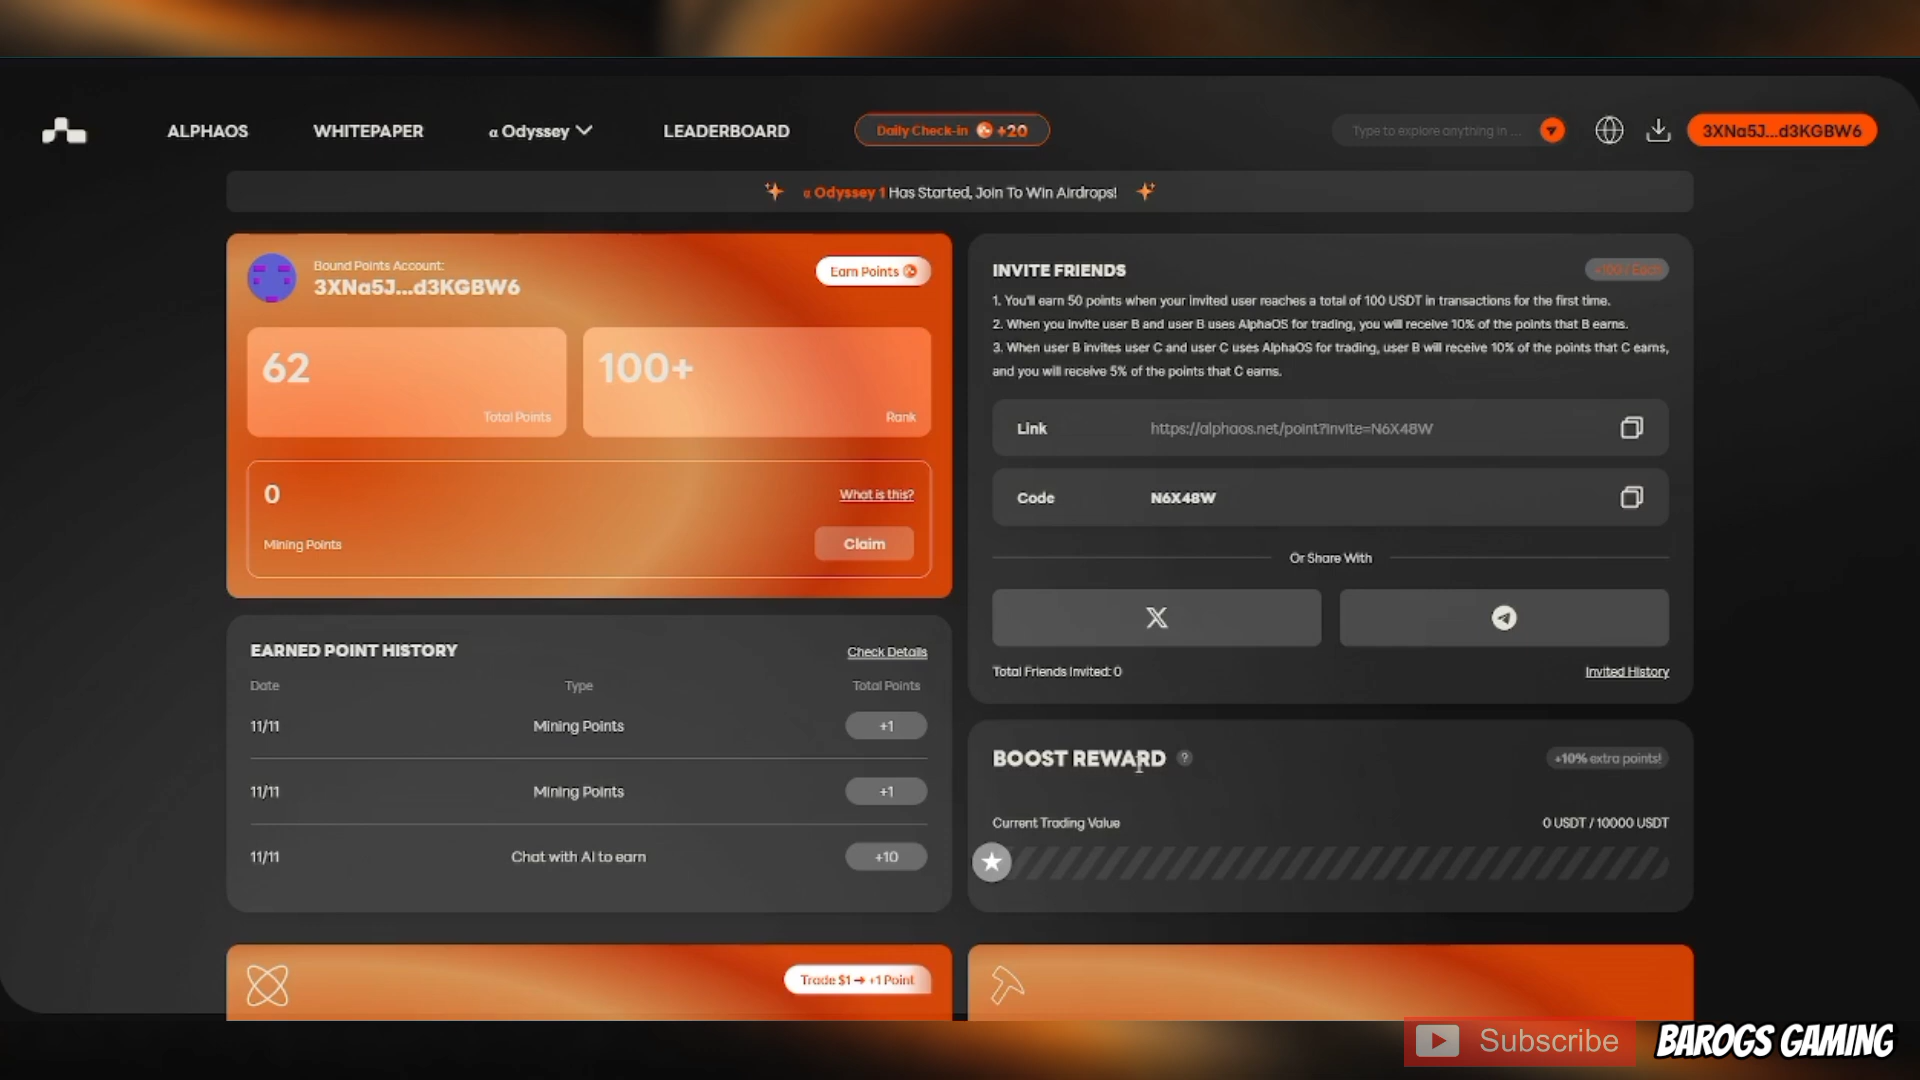 ALPHAOS
WHITEPAPER
α Odyssey
LEADERBOARD
Daily Check-in +20
Type to explore anything in ...
3XNa5J...d3KGBW6
α Odyssey 1 Has Started, Join To Win Airdrops!
Bound Points Account:
3XNa5J...d3KGBW6
Earn Points
62
Total Points
100+
Rank
0
What is this?
Mining Points
Claim
EARNED POINT HISTORY
Check Details
Date Type Total Points
11/11 Mining Points +1
11/11 Mining Points +1
11/11 Chat with AI to earn +10
INVITE FRIENDS
+100 / Each
1. You'll earn 50 points when your invited user reaches a total of 100 USDT in transactions for the first time.
2. When you invite user B and user B uses AlphaOS for trading, you will receive 10% of the points that B earns.
3. When user B invites user C and user C uses AlphaOS for trading, user B will receive 10% of the points that C earns,
and you will receive 5% of the points that C earns.
Link https://alphaos.net/point?invite=N6X48W
Code N6X48W
Or Share With
Total Friends Invited: 0
Invited History
BOOST REWARD ?
+10% extra points!
Current Trading Value
0 USDT / 10000 USDT
Trade $1 → +1 Point
Subscribe
BAROGS GAMING